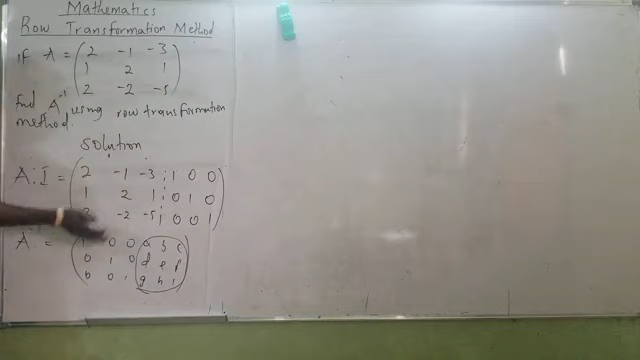 Mathematics
Row Transformation Method
if A = ( 2 -1 -3
1 2 1
2 -2 -5 )
find A⁻¹ using row transformation
method.
Solution
A:I = ( 2 -1 -3 ¦ 1 0 0
1 2 1 ¦ 0 1 0
-2 -5 ¦ 0 0 1 )
A = ( 1 0 0 a b c
0 1 0 d e f
0 0 1 g h i )